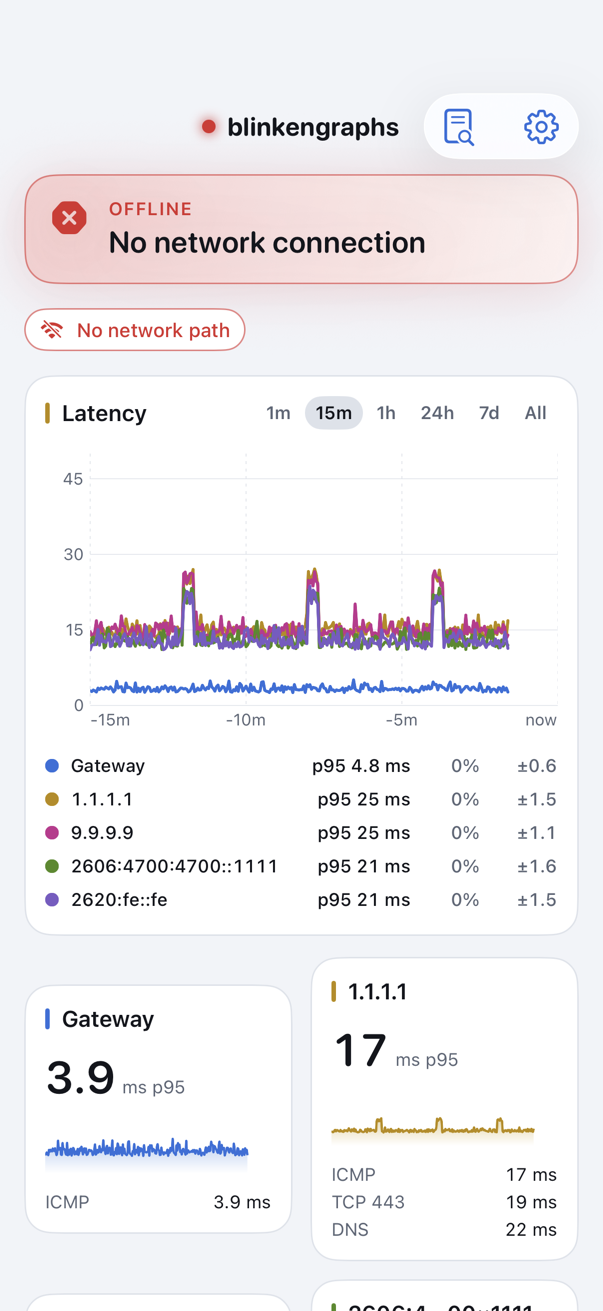 blinkengraphs
OFFLINE
No network connection
No network path
Latency 1m 15m 1h 24h 7d All
45
30
15
0
-15m -10m -5m now
Gateway p95 4.8 ms 0% ±0.6
1.1.1.1 p95 25 ms 0% ±1.5
9.9.9.9 p95 25 ms 0% ±1.1
2606:4700:4700::1111 p95 21 ms 0% ±1.6
2620:fe::fe p95 21 ms 0% ±1.5
Gateway
3.9 ms p95
ICMP 3.9 ms
1.1.1.1
17 ms p95
ICMP 17 ms
TCP 443 19 ms
DNS 22 ms